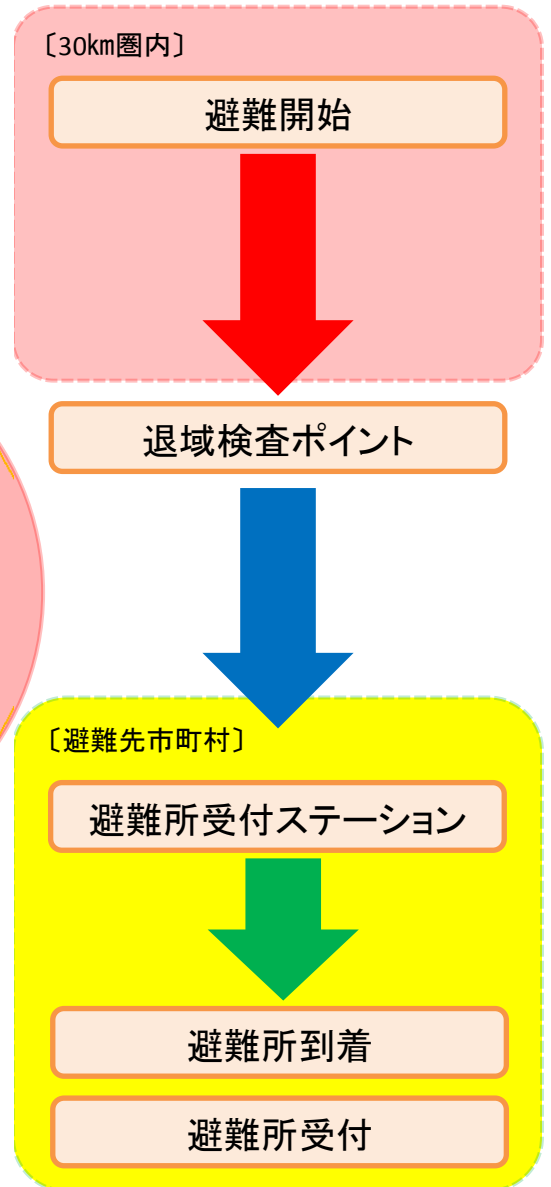 〔30㎞圏内〕
避難開始
退域検査ポイント
〔避難先市町村〕
避難所受付ステーション
避難所到着
避難所受付